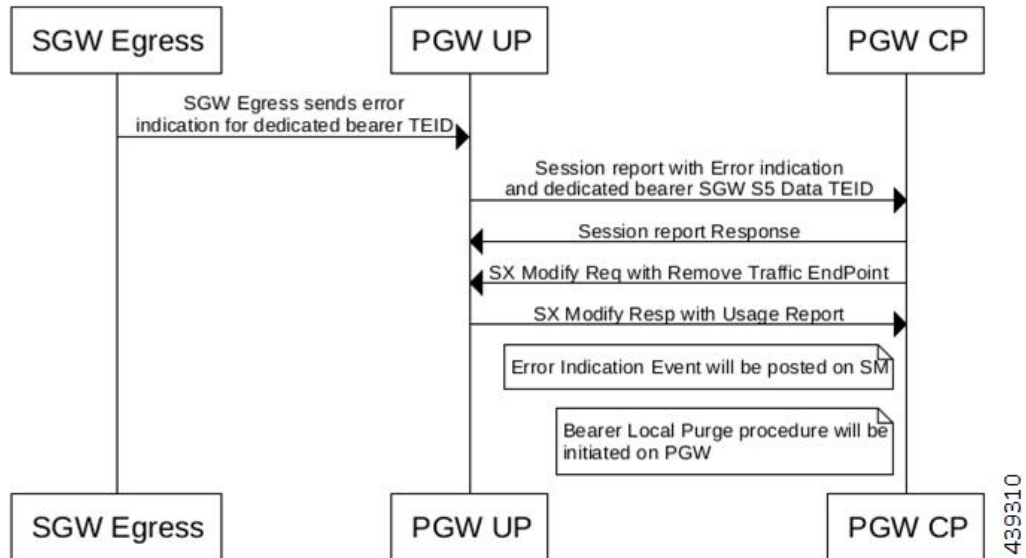 SGW Egress
PGW UP
PGW CP
SGW Egress sends error
indication for dedicated bearer TEID
Session report with Error indication
and dedicated bearer SGW S5 Data TEID
Session report Response
SX Modify Req with Remove Traffic EndPoint
SX Modify Resp with Usage Report
Error Indication Event will be posted on SM
Bearer Local Purge procedure will be
initiated on PGW
SGW Egress
PGW UP
PGW CP
439310